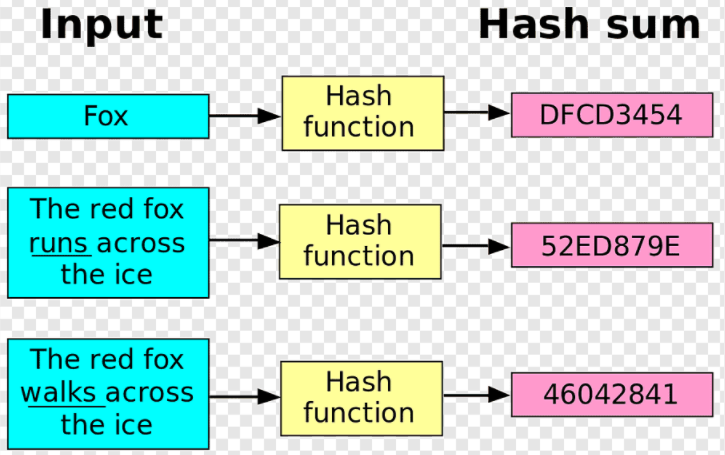 Input
Hash sum
Fox
Hash
function
DFCD3454
The red fox
runs across
the ice
Hash
function
52ED879E
The red fox
walks across
the ice
Hash
function
46042841